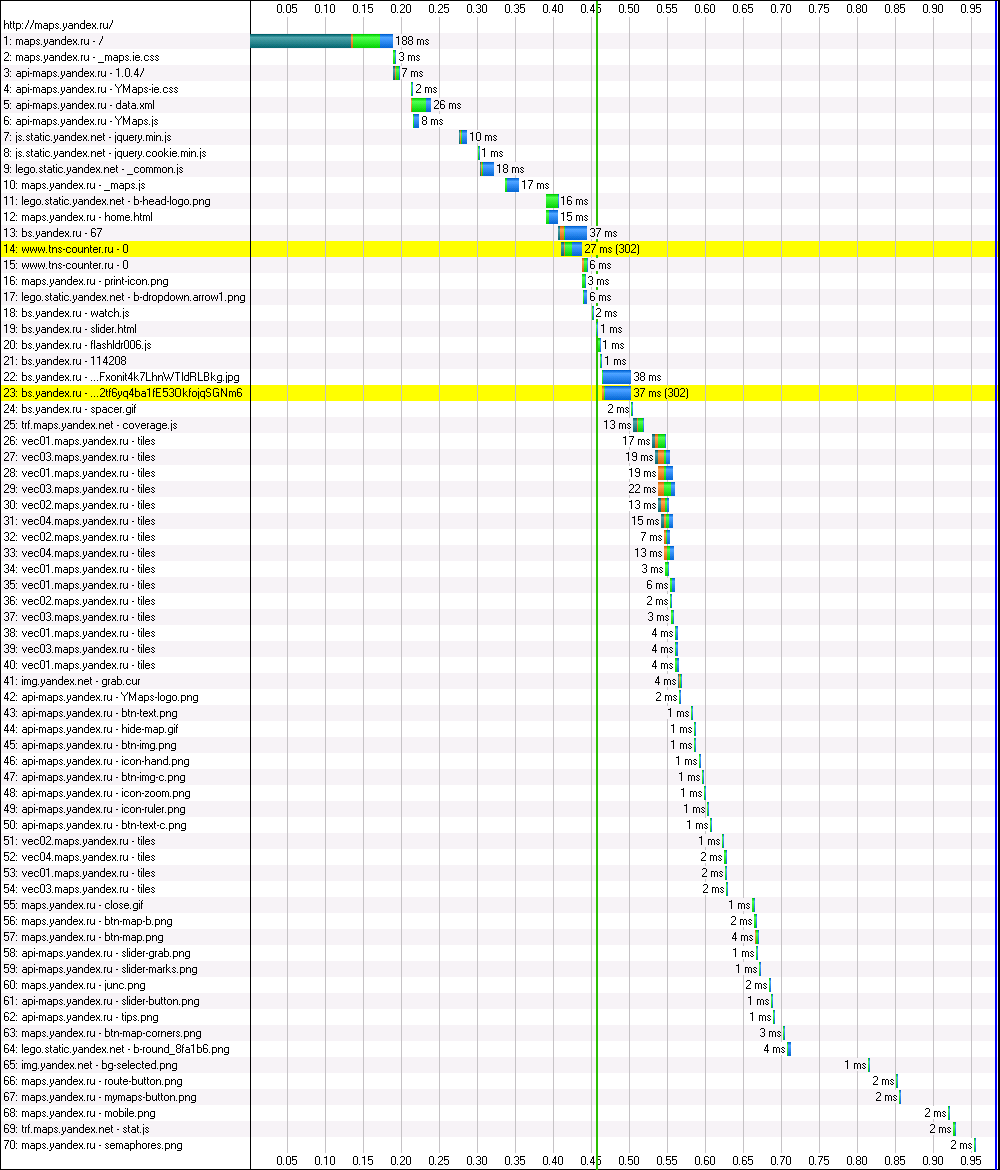 0.05 0.10 0.15 0.20 0.25 0.30 0.35 0.40 0.45 0.50 0.55 0.60 0.65 0.70 0.75 0.80 0.85 0.90 0.95
http://maps.yandex.ru/
1: maps.yandex.ru - / 188 ms
2: maps.yandex.ru - _maps.ie.css 3 ms
3: api-maps.yandex.ru - 1.0.4/ 7 ms
4: api-maps.yandex.ru - YMaps-ie.css 2 ms
5: api-maps.yandex.ru - data.xml 26 ms
6: api-maps.yandex.ru - YMaps.js 8 ms
7: js.static.yandex.net - jquery.min.js 10 ms
8: js.static.yandex.net - jquery.cookie.min.js 1 ms
9: lego.static.yandex.net - _common.js 18 ms
10: maps.yandex.ru - _maps.js 17 ms
11: lego.static.yandex.net - b-head-logo.png 16 ms
12: maps.yandex.ru - home.html 15 ms
13: bs.yandex.ru - 67 37 ms
14: www.tns-counter.ru - 0 27 ms (302)
15: www.tns-counter.ru - 0 6 ms
16: maps.yandex.ru - print-icon.png 3 ms
17: lego.static.yandex.net - b-dropdown.arrow1.png 6 ms
18: bs.yandex.ru - watch.js 2 ms
19: bs.yandex.ru - slider.html 1 ms
20: bs.yandex.ru - flashldr006.js 1 ms
21: bs.yandex.ru - 114208 1 ms
22: bs.yandex.ru - 38 ms
23: bs.yandex.ru - 37 ms (302)
24: bs.yandex.ru - spacer.gif 2 ms
25: trf.maps.yandex.net - coverage.js 13 ms
26: vec01.maps.yandex.ru - tiles 17 ms
27: vec03.maps.yandex.ru - tiles 19 ms
28: vec01.maps.yandex.ru - tiles 19 ms
29: vec03.maps.yandex.ru - tiles 22 ms
30: vec02.maps.yandex.ru - tiles 13 ms
31: vec04.maps.yandex.ru - tiles 15 ms
32: vec02.maps.yandex.ru - tiles 7 ms
33: vec04.maps.yandex.ru - tiles 13 ms
34: vec01.maps.yandex.ru - tiles 3 ms
35: vec01.maps.yandex.ru - tiles 6 ms
36: vec02.maps.yandex.ru - tiles 2 ms
37: vec03.maps.yandex.ru - tiles 3 ms
38: vec01.maps.yandex.ru - tiles 4 ms
39: vec03.maps.yandex.ru - tiles 4 ms
40: vec01.maps.yandex.ru - tiles 4 ms
41: img.yandex.net - grab.cur 4 ms
42: api-maps.yandex.ru - YMaps-logo.png 2 ms
43: api-maps.yandex.ru - btn-text.png 1 ms
44: api-maps.yandex.ru - hide-map.gif 1 ms
45: api-maps.yandex.ru - btn-img.png 1 ms
46: api-maps.yandex.ru - icon-hand.png 1 ms
47: api-maps.yandex.ru - btn-img-c.png 1 ms
48: api-maps.yandex.ru - icon-zoom.png 1 ms
49: api-maps.yandex.ru - icon-ruler.png 1 ms
50: api-maps.yandex.ru - btn-text-c.png 1 ms
51: vec02.maps.yandex.ru - tiles 1 ms
52: vec04.maps.yandex.ru - tiles 2 ms
53: vec01.maps.yandex.ru - tiles 2 ms
54: vec03.maps.yandex.ru - tiles 2 ms
55: maps.yandex.ru - close.gif 1 ms
56: maps.yandex.ru - btn-map-b.png 2 ms
57: maps.yandex.ru - btn-map.png 4 ms
58: api-maps.yandex.ru - slider-grab.png 1 ms
59: api-maps.yandex.ru - slider-marks.png 1 ms
60: maps.yandex.ru - junc.png 2 ms
61: api-maps.yandex.ru - slider-button.png 1 ms
62: api-maps.yandex.ru - tips.png 1 ms
63: maps.yandex.ru - btn-map-corners.png 3 ms
64: lego.static.yandex.net - b-round_8fa1b6.png 4 ms
65: img.yandex.net - bg-selected.png 1 ms
66: maps.yandex.ru - route-button.png 2 ms
67: maps.yandex.ru - mymaps-button.png 2 ms
68: maps.yandex.ru - mobile.png 2 ms
69: trf.maps.yandex.net - stat.js 2 ms
70: maps.yandex.ru - semaphores.png 2 ms
0.05 0.10 0.15 0.20 0.25 0.30 0.35 0.40 0.45 0.50 0.55 0.60 0.65 0.70 0.75 0.80 0.85 0.90 0.95